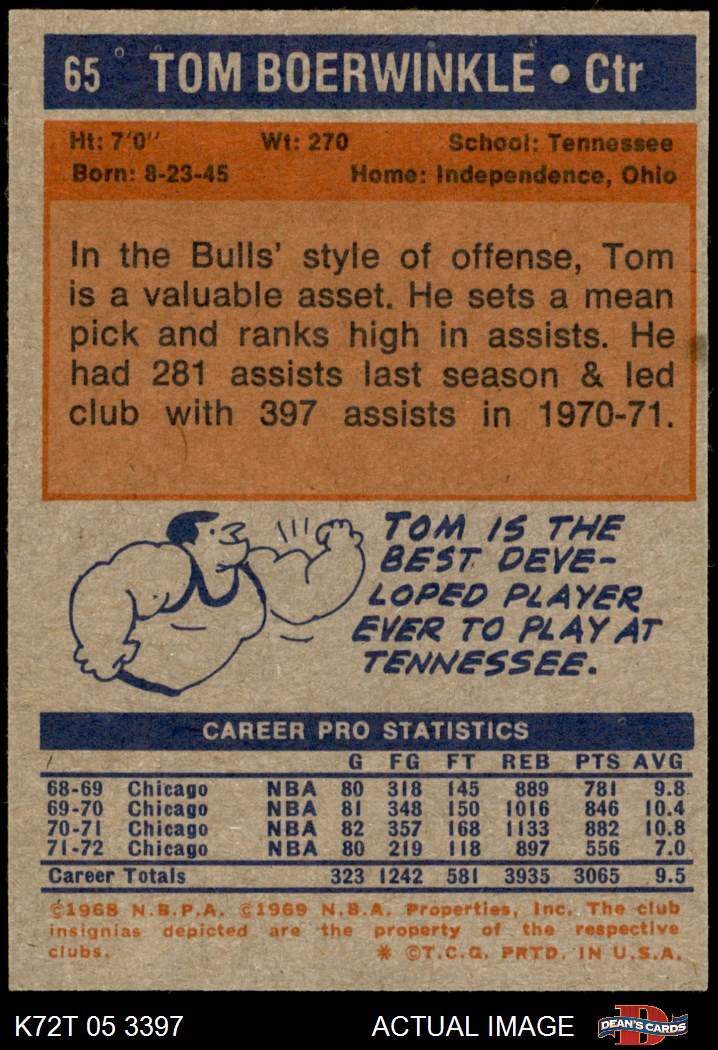 65 TOM BOERWINKLE • Ctr
Ht: 7'0" Wt: 270 School: Tennessee
Born: 8-23-45 Home: Independence, Ohio
In the Bulls' style of offense, Tom
is a valuable asset. He sets a mean
pick and ranks high in assists. He
had 281 assists last season & led
club with 397 assists in 1970-71.
TOM IS THE
BEST DEVE-
LOPED PLAYER
EVER TO PLAY AT
TENNESSEE.
CAREER PRO STATISTICS
G FG FT REB PTS AVG
68-69 Chicago NBA 80 318 145 889 781 9.8
69-70 Chicago NBA 81 348 150 1016 846 10.4
70-71 Chicago NBA 82 357 168 1133 882 10.8
71-72 Chicago NBA 80 219 118 897 556 7.0
Career Totals 323 1242 581 3935 3065 9.5
©1968 N.B.P.A. ©1969 N.B.A. Properties, Inc. The club
insignias depicted are the property of the respective
clubs. * ©T.C.G. PRTD. IN U.S.A.
K72T 05 3397 ACTUAL IMAGE D DEAN'S CARDS